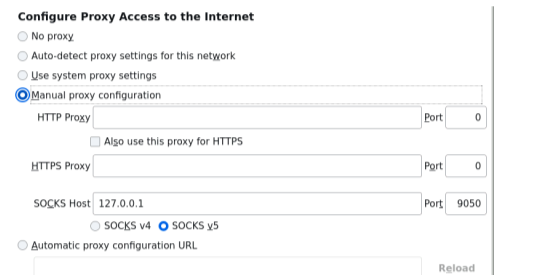 Configure Proxy Access to the Internet
No proxy
Auto-detect proxy settings for this network
Use system proxy settings
Manual proxy configuration
HTTP Proxy Port 0
Also use this proxy for HTTPS
HTTPS Proxy Port 0
SOCKS Host 127.0.0.1 Port 9050
SOCKS v4 SOCKS v5
Automatic proxy configuration URL
Reload